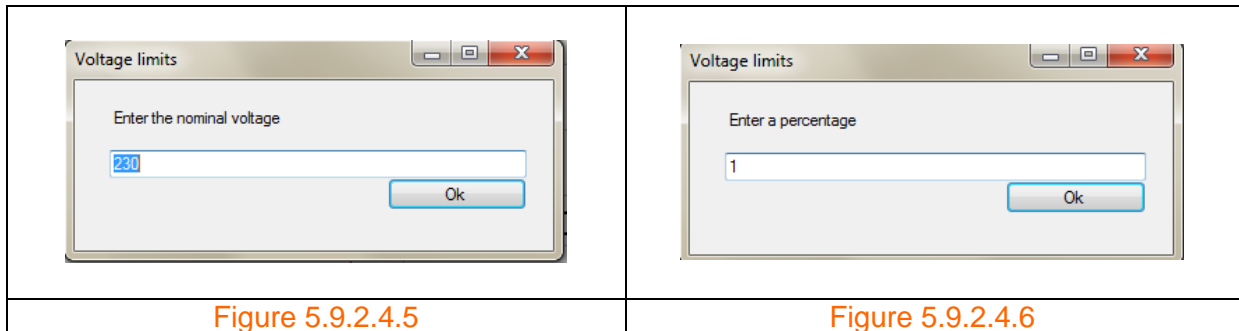 Voltage limits
Enter the nominal voltage
230
Ok
Voltage limits
Enter a percentage
1
Ok
Figure 5.9.2.4.5
Figure 5.9.2.4.6